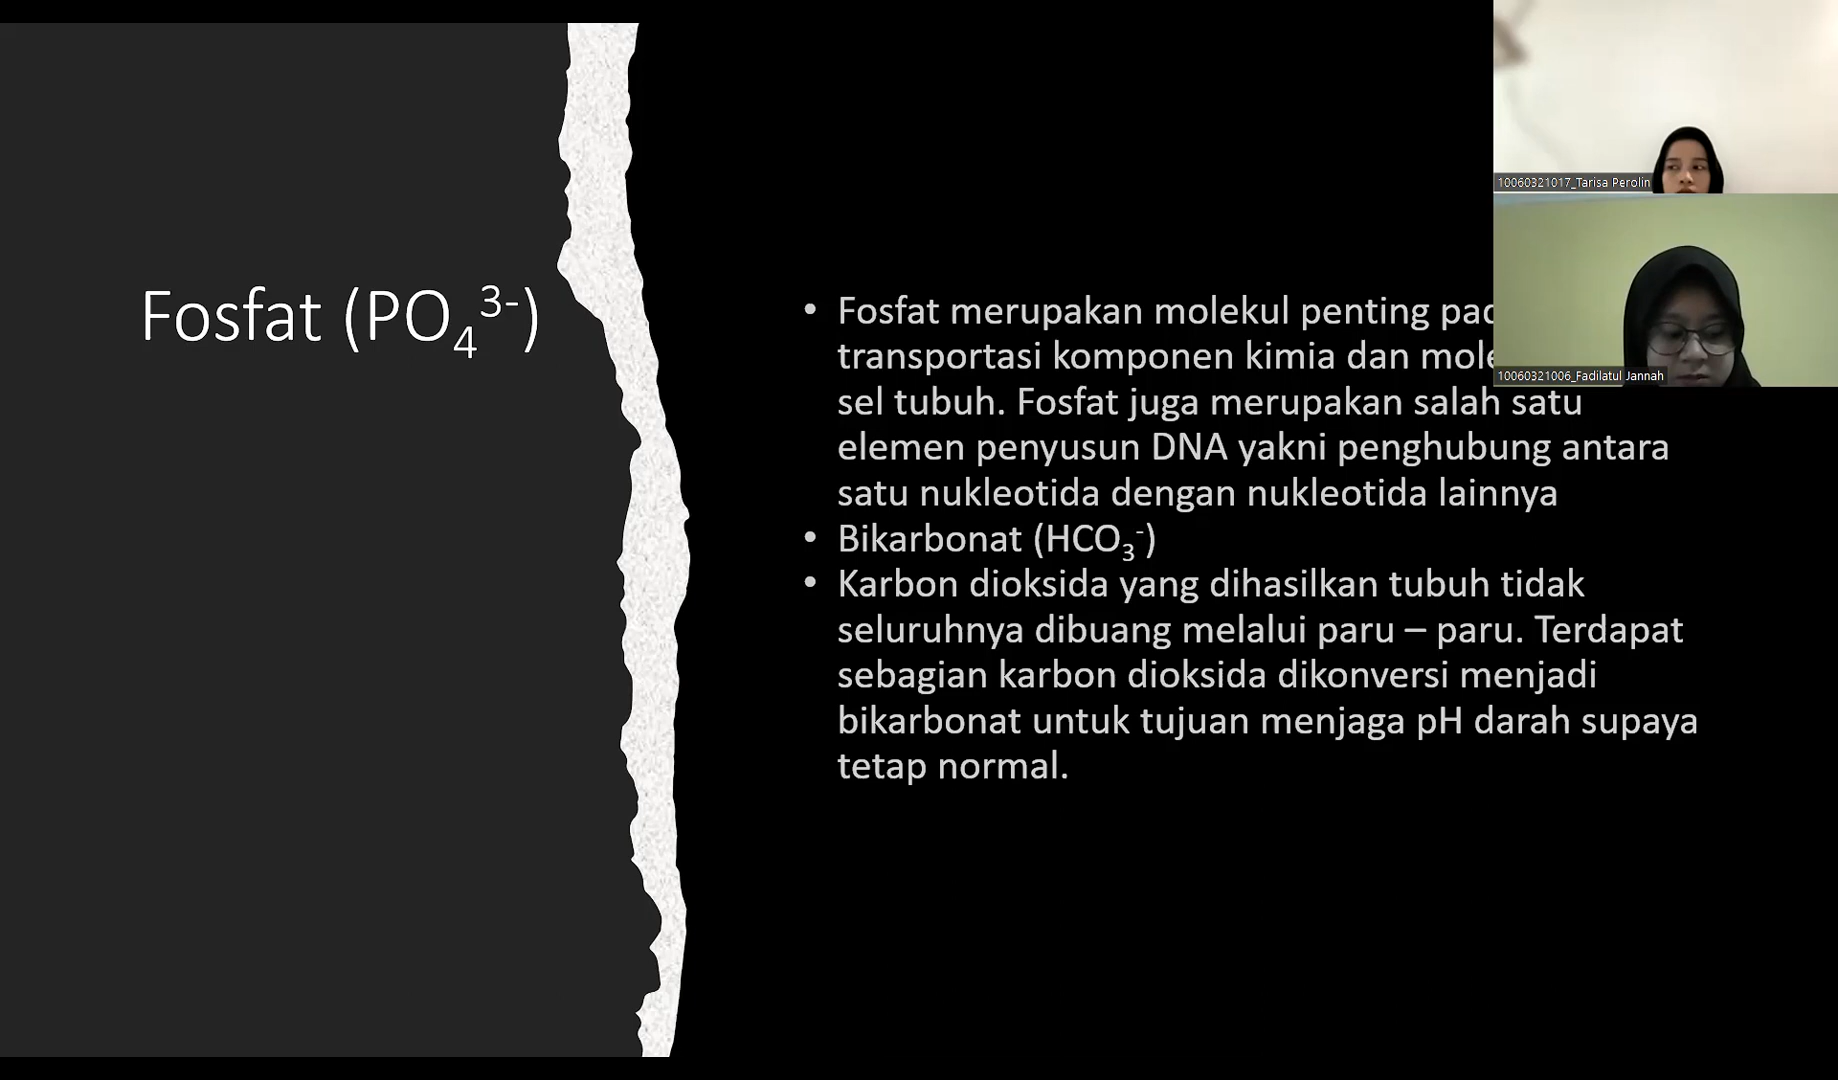 Fosfat (PO₄³⁻)
• Fosfat merupakan molekul penting
transportasi komponen kimia dan
sel tubuh. Fosfat juga merupakan salah satu
elemen penyusun DNA yakni penghubung antara
satu nukleotida dengan nukleotida lainnya
• Bikarbonat (HCO₃⁻)
• Karbon dioksida yang dihasilkan tubuh tidak
seluruhnya dibuang melalui paru – paru. Terdapat
sebagian karbon dioksida dikonversi menjadi
bikarbonat untuk tujuan menjaga pH darah supaya
tetap normal.
10060321017_Tarisa Perolin
10060321006_Fadilatul Jannah